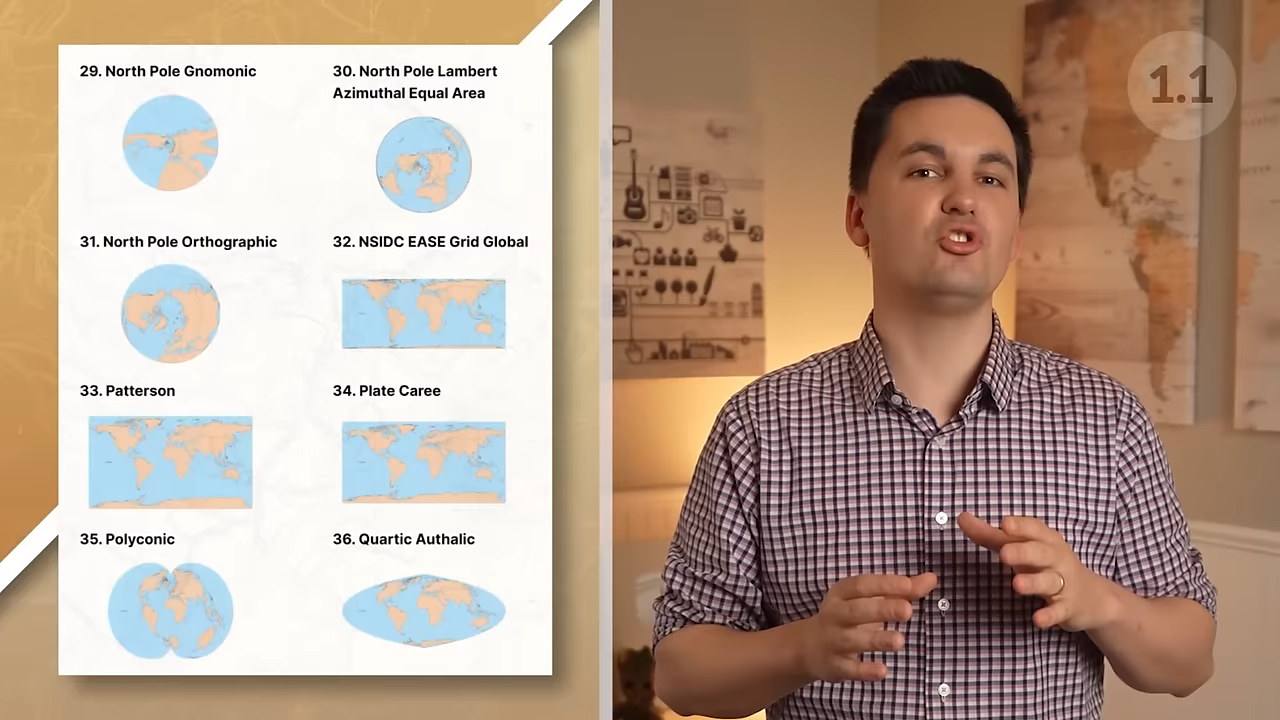 29. North Pole Gnomonic
30. North Pole Lambert
Azimuthal Equal Area
31. North Pole Orthographic
32. NSIDC EASE Grid Global
33. Patterson
34. Plate Caree
35. Polyconic
36. Quartic Authalic
1.1